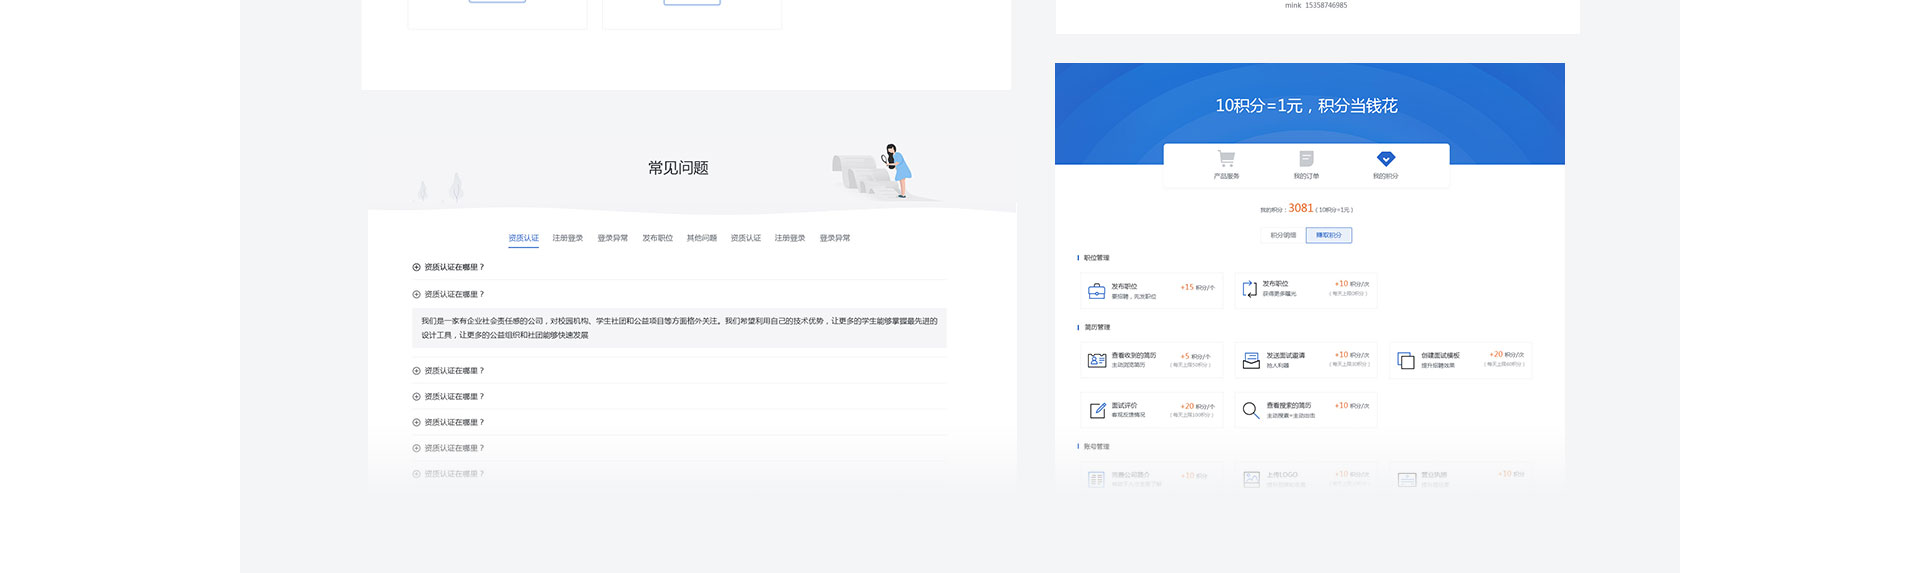 mink 15358746985
常见问题
资质认证 注册登录 登录异常 发布职位 其他问题 资质认证 注册登录 登录异常
资质认证在哪里？
资质认证在哪里？
我们是一家有企业社会责任感的公司，对校园机构、学生社团和公益项目等方面格外关注。我们希望利用自己的技术优势，让更多的学生能够掌握最先进的
设计工具，让更多的公益组织和社团能够快速发展
资质认证在哪里？
资质认证在哪里？
资质认证在哪里？
资质认证在哪里？
资质认证在哪里？
10积分=1元，积分当钱花
产品服务 我的订单 我的积分
我的积分：3081（10积分=1元）
积分明细 赚取积分
职位管理
发布职位 +15 积分/个
要招聘，先发职位
发布职位 +10 积分/次
获得更多曝光
简历管理
查看收到的简历 +5 积分/个
主动浏览简历 （每天上限50积分）
发送面试邀请 +10 积分/次
抢人利器 （每天上限30积分）
创建面试模板 +20 积分/次
提升招聘效果 （每天上限60积分）
面试评价 +20 积分/个
客观反馈情况 （每天上限100积分）
查看搜索的简历 +10 积分/次
主动搜索=主动出击
账号管理
完善公司简介 +20 积分
上传LOGO +10 积分/次
营业执照 +10 积分